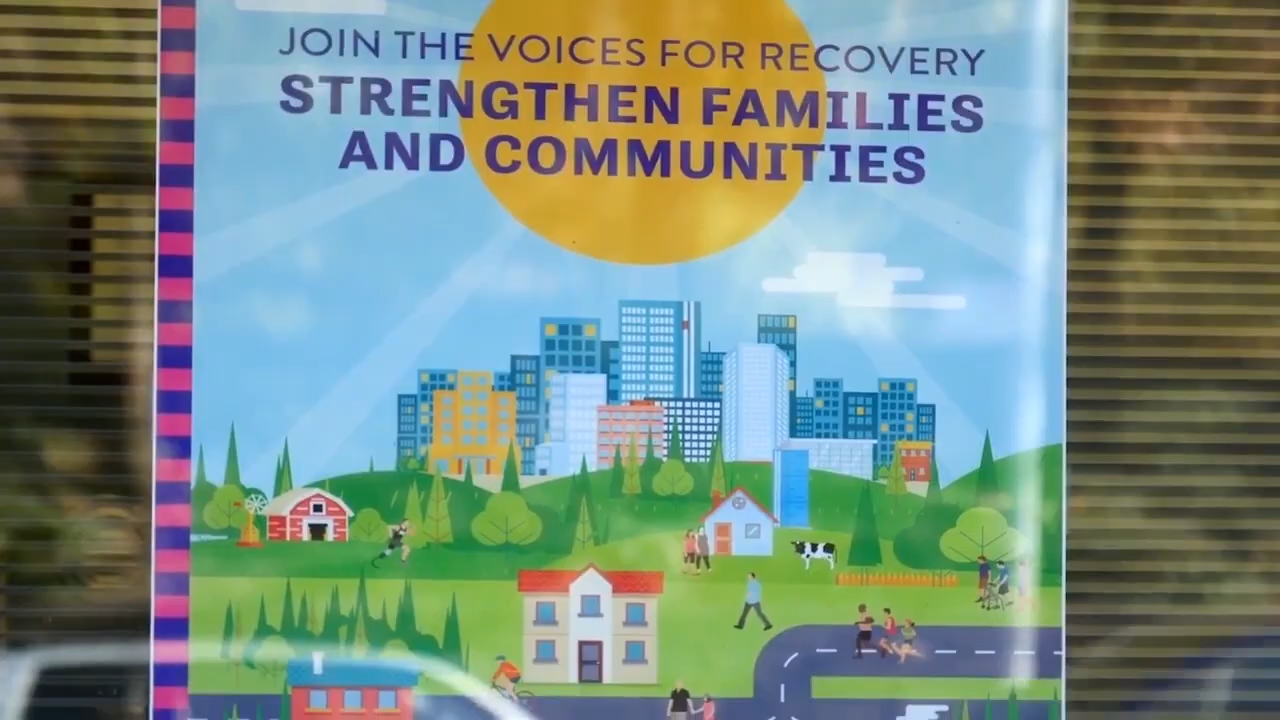 JOIN THE VOICES FOR RECOVERY
STRENGTHEN FAMILIES
AND COMMUNITIES